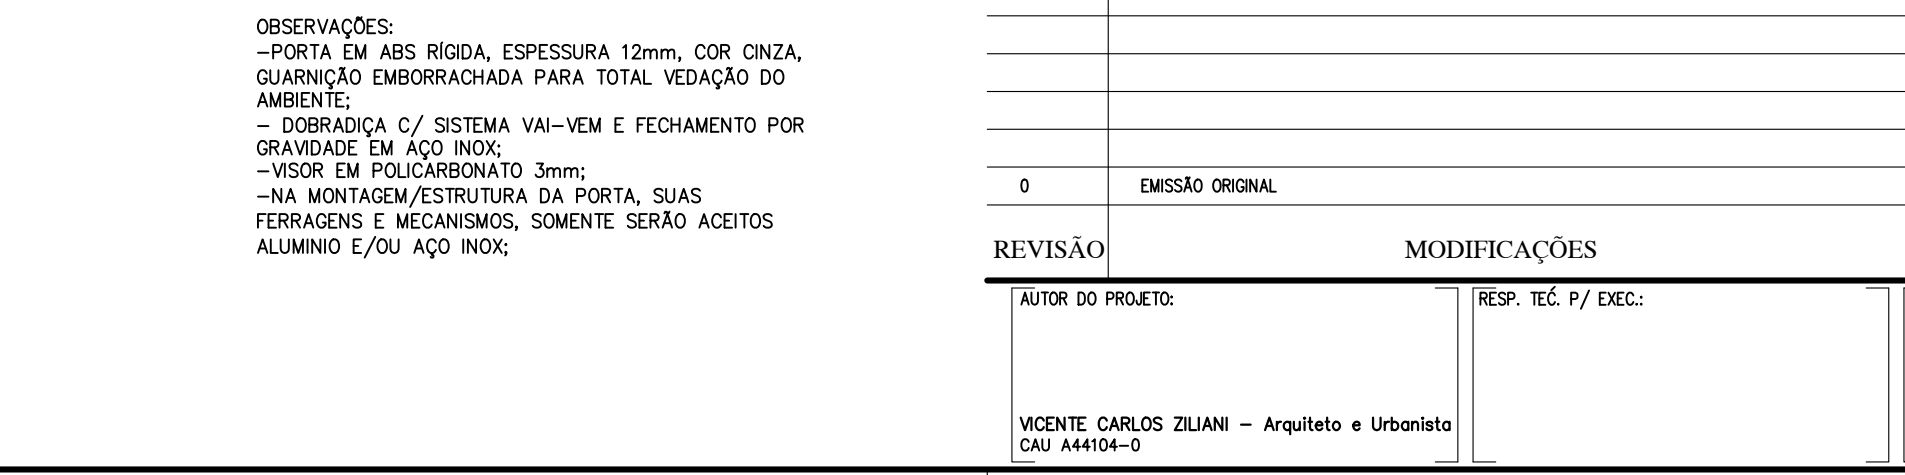 OBSERVAÇÕES:
-PORTA EM ABS RÍGIDA, ESPESSURA 12mm, COR CINZA,
GUARNIÇÃO EMBORRACHADA PARA TOTAL VEDAÇÃO DO
AMBIENTE;
- DOBRADIÇA C/ SISTEMA VAI-VEM E FECHAMENTO POR
GRAVIDADE EM AÇO INOX;
-VISOR EM POLICARBONATO 3mm;
-NA MONTAGEM/ESTRUTURA DA PORTA, SUAS
FERRAGENS E MECANISMOS, SOMENTE SERÃO ACEITOS
ALUMINIO E/OU AÇO INOX;
0 EMISSÃO ORIGINAL
REVISÃO MODIFICAÇÕES
AUTOR DO PROJETO:
VICENTE CARLOS ZILIANI - Arquiteto e Urbanista
CAU A44104-0
RESP. TEĆ. P/ EXEC.: